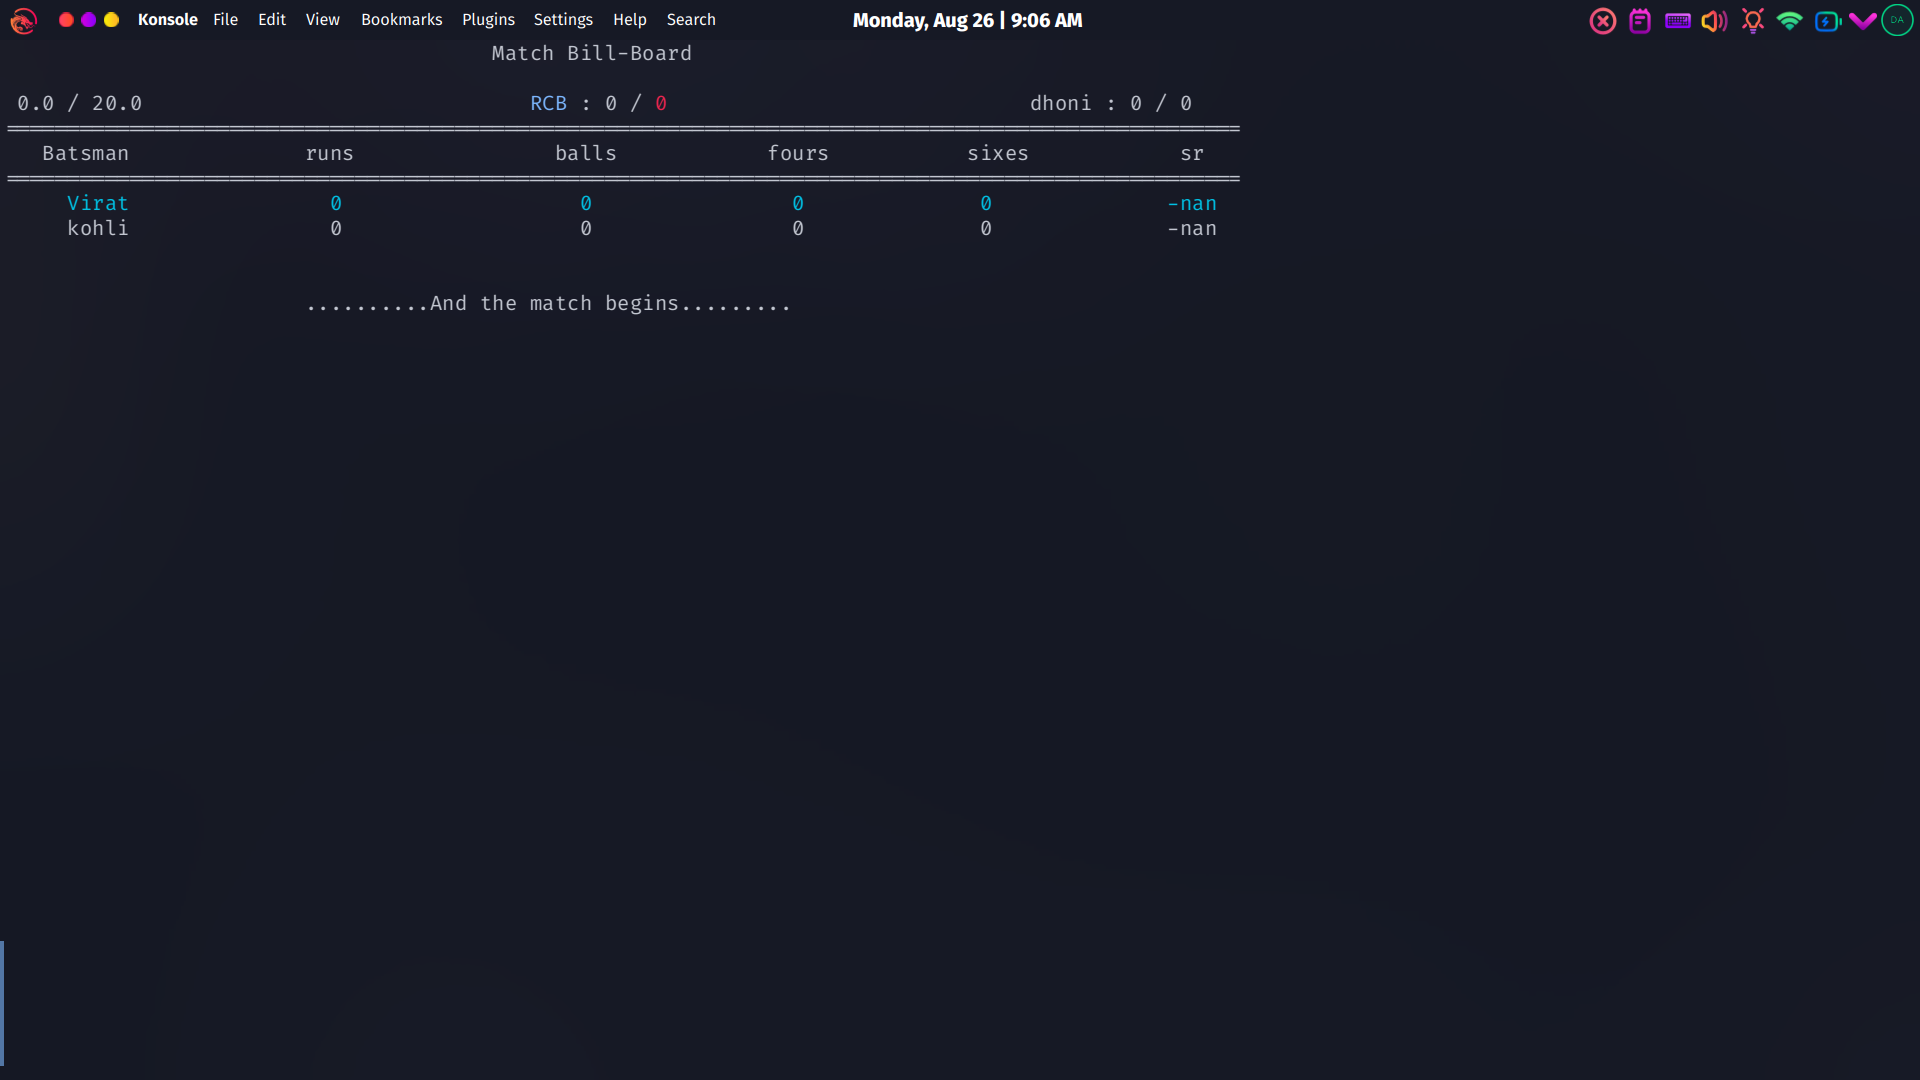 Konsole File Edit View Bookmarks Plugins Settings Help Search Monday, Aug 26 | 9:06 AM DA
Match Bill-Board
0.0 / 20.0 RCB : 0 / 0 dhoni : 0 / 0
Batsman runs balls fours sixes sr
Virat 0 0 0 0 -nan
kohli 0 0 0 0 -nan
..........And the match begins.........